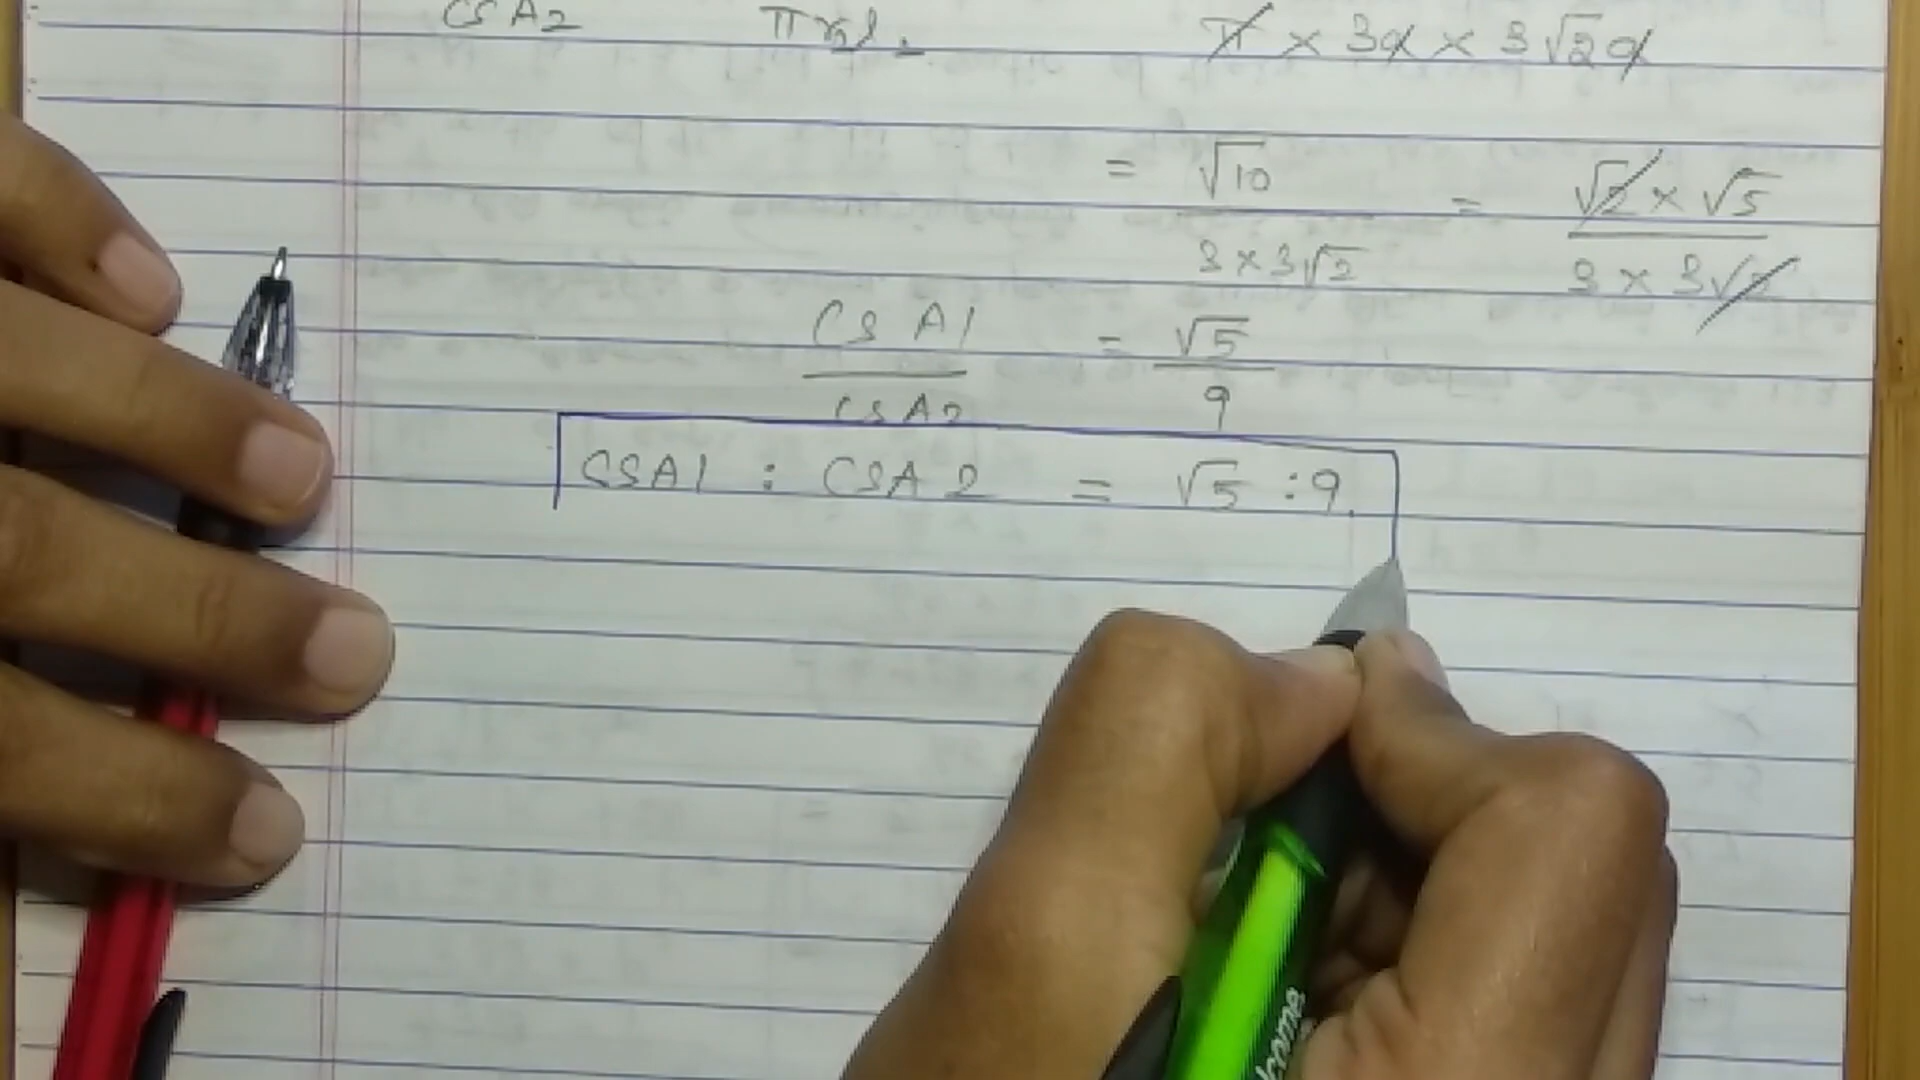 CSA2 πr2l2 π × 3a × 3√2a
= √10 / 3 × 3√2 = √2 × √5 / 3 × 3√2
CSA1 / CSA2 = √5 / 9
CSA1 : CSA2 = √5 : 9